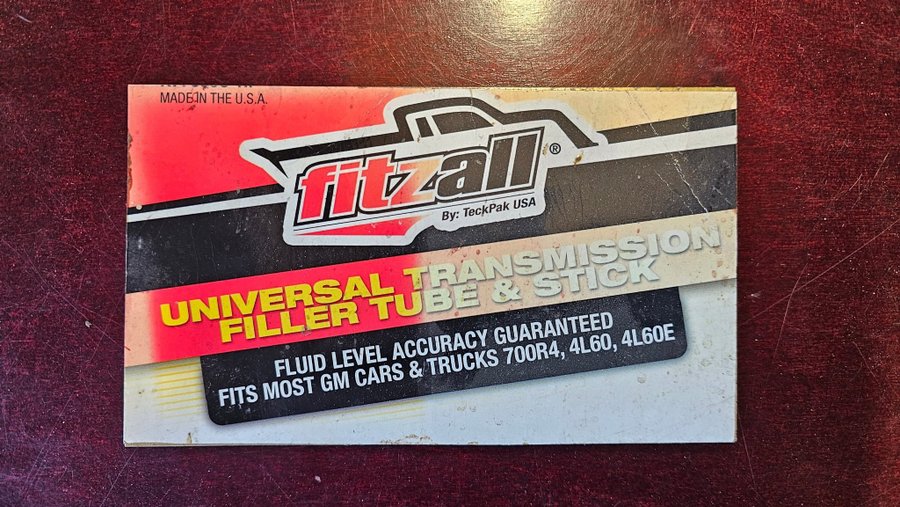 MADE IN THE U.S.A.
fitzall®
By: TeckPak USA
UNIVERSAL TRANSMISSION
FILLER TUBE & STICK
FLUID LEVEL ACCURACY GUARANTEED
FITS MOST GM CARS & TRUCKS 700R4, 4L60, 4L60E